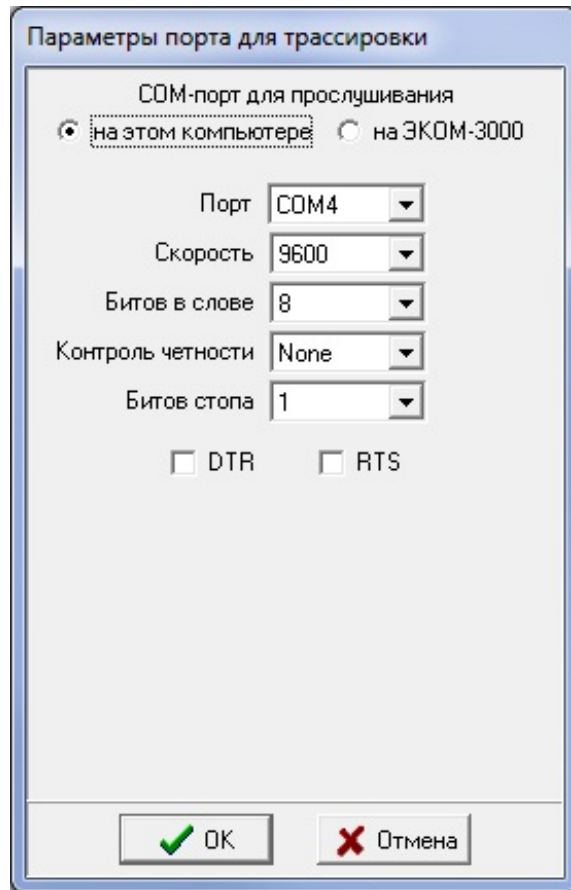 Параметры порта для трассировки
COM-порт для прослушивания
на этом компьютере на ЭКОМ-3000
Порт COM4
Скорость 9600
Битов в слове 8
Контроль четности None
Битов стопа 1
DTR RTS
OK Отмена